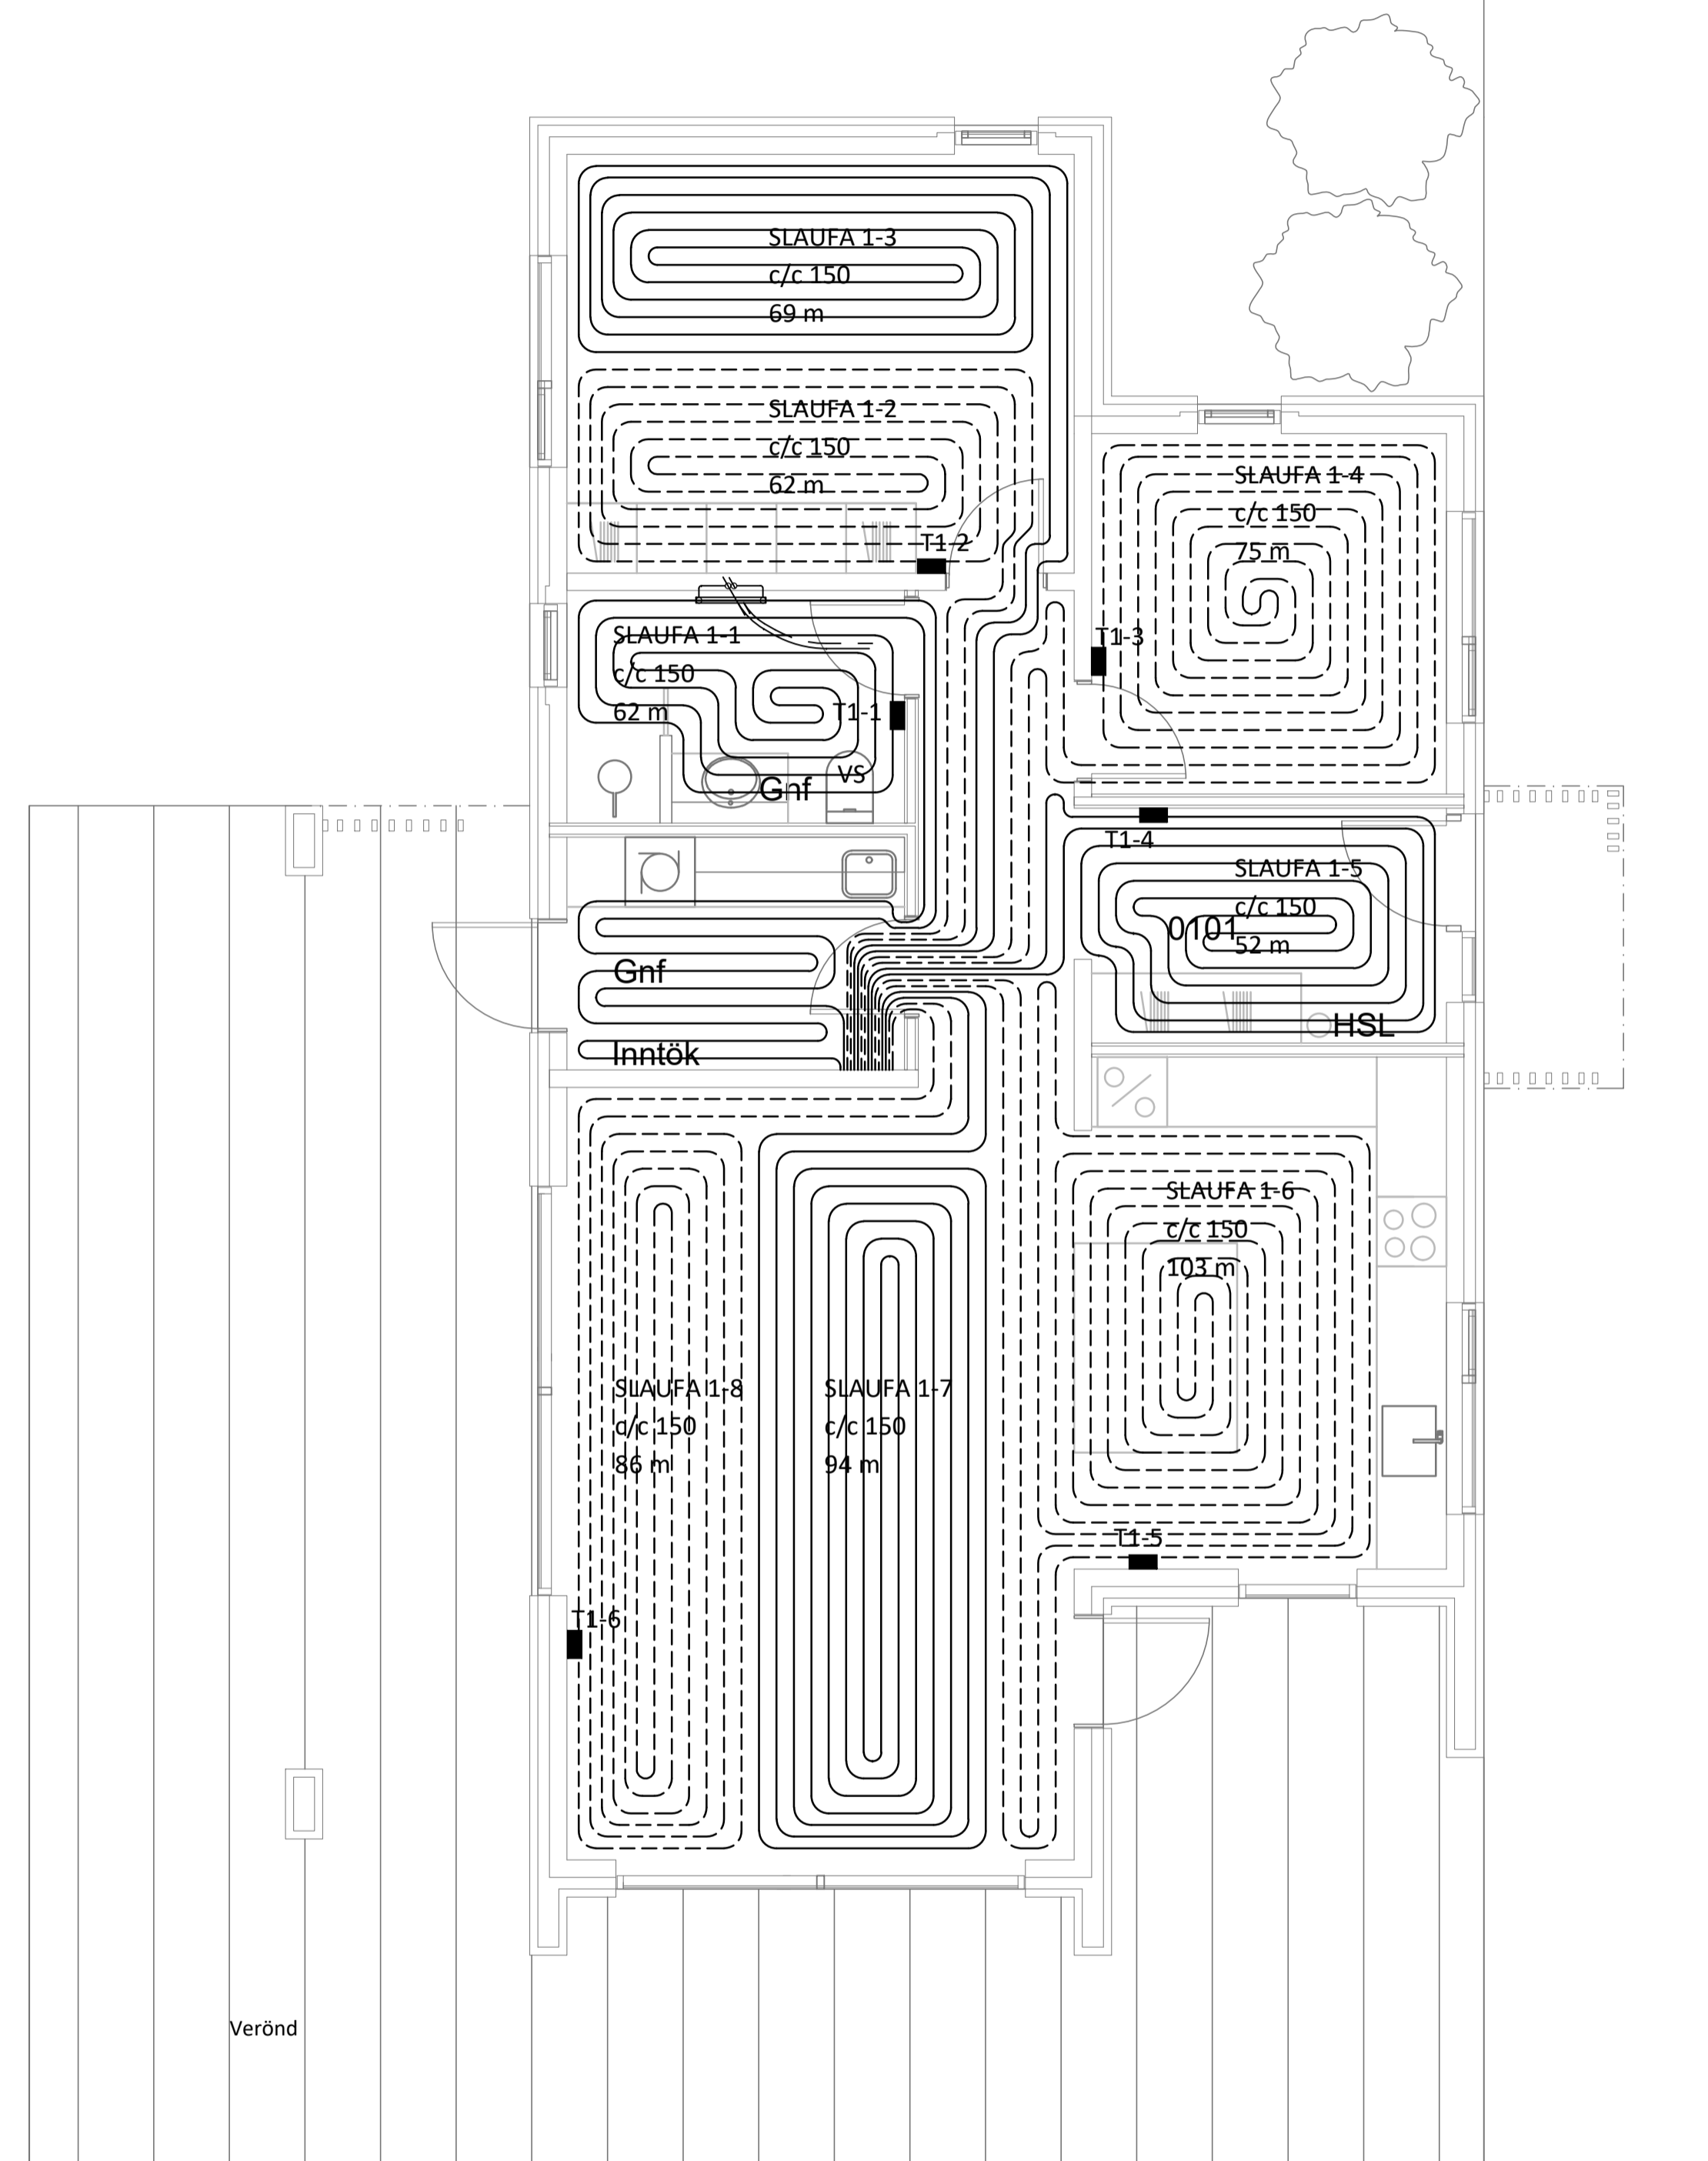 SLAUFA 1-3
c/c 150
69 m
SLAUFA 1-2
c/c 150
62 m
T1-2
SLAUFA 1-4
c/c 150
75 m
SLAUFA 1-1
c/c 150
62 m
T1-1
T1-3
VS
Gnf
T1-4
SLAUFA 1-5
c/c 150
0101
52 m
HSL
Gnf
Inntök
SLAUFA 1-6
c/c 150
103 m
SLAUFA 1-8
c/c 150
86 m
SLAUFA 1-7
c/c 150
94 m
T1-5
T1-6
Verönd